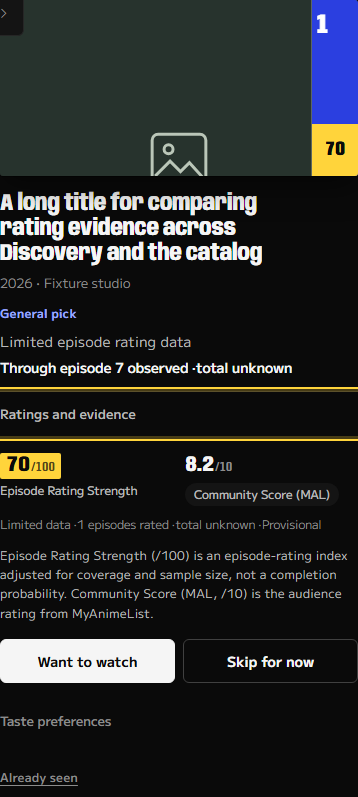 1
70
A long title for comparing
rating evidence across
Discovery and the catalog
2026 · Fixture studio
General pick
Limited episode rating data
Through episode 7 observed ·total unknown
Ratings and evidence
70/100
8.2/10
Episode Rating Strength
Community Score (MAL)
Limited data ·1 episodes rated ·total unknown ·Provisional
Episode Rating Strength (/100) is an episode-rating index
adjusted for coverage and sample size, not a completion
probability. Community Score (MAL, /10) is the audience
rating from MyAnimeList.
Want to watch
Skip for now
Taste preferences
Already seen